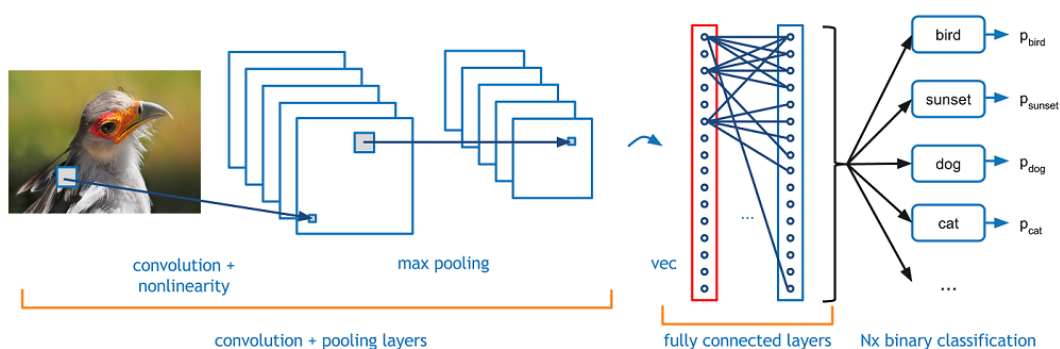 bird
p_bird
sunset
p_sunset
dog
p_dog
cat
p_cat
...
...
convolution +
nonlinearity
max pooling
vec
convolution + pooling layers
fully connected layers
Nx binary classification